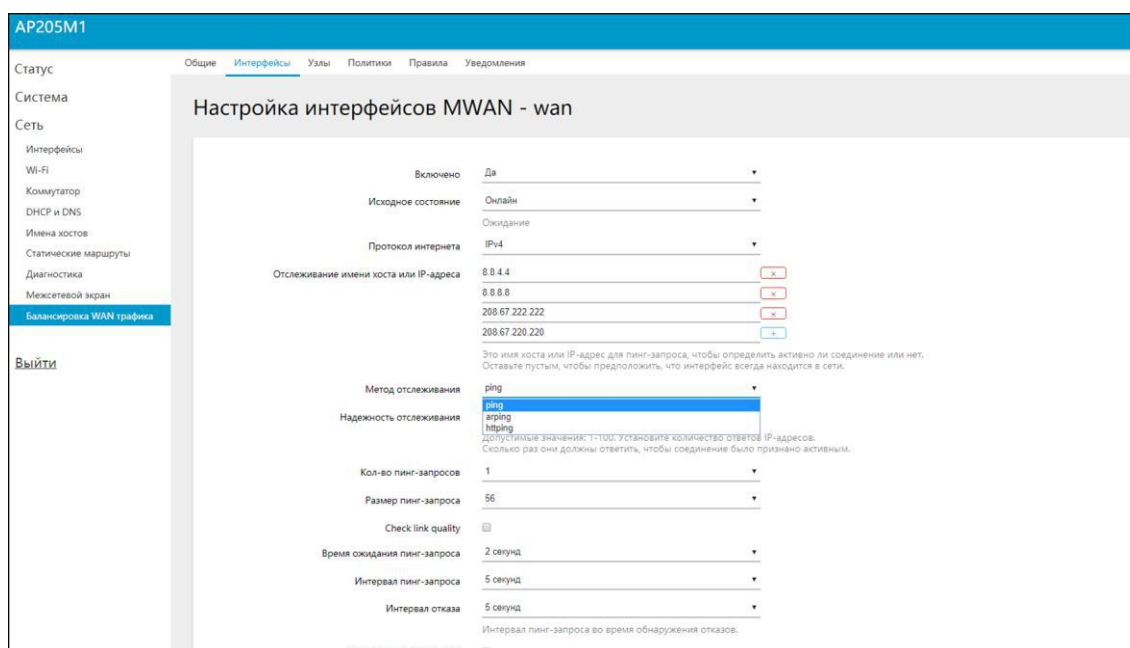 AP205M1
Статус
Система
Сеть
Интерфейсы
Wi-Fi
Коммутатор
DHCP и DNS
Имена хостов
Статические маршруты
Диагностика
Межсетевой экран
Балансировка WAN трафика
Выйти
Общие Интерфейсы Узлы Политики Правила Уведомления
Настройка интерфейсов MWAN - wan
Включено Да
Исходное состояние Онлайн
Ожидание
Протокол интернета IPv4
Отслеживание имени хоста или IP-адреса 8.8.4.4
8.8.8.8
208.67.222.222
208.67.220.220
Это имя хоста или IP-адрес для пинг-запроса, чтобы определить активно ли соединение или нет.
Оставьте пустым, чтобы предположить, что интерфейс всегда находится в сети.
Метод отслеживания ping
ping
Надежность отслеживания arping
httping
Допустимые значения: 1-100. Установите количество ответов IP-адресов.
Сколько раз они должны ответить, чтобы соединение было признано активным.
Кол-во пинг-запросов 1
Размер пинг-запроса 56
Check link quality
Время ожидания пинг-запроса 2 секунд
Интервал пинг-запроса 5 секунд
Интервал отказа 5 секунд
Интервал пинг-запроса во время обнаружения отказов.